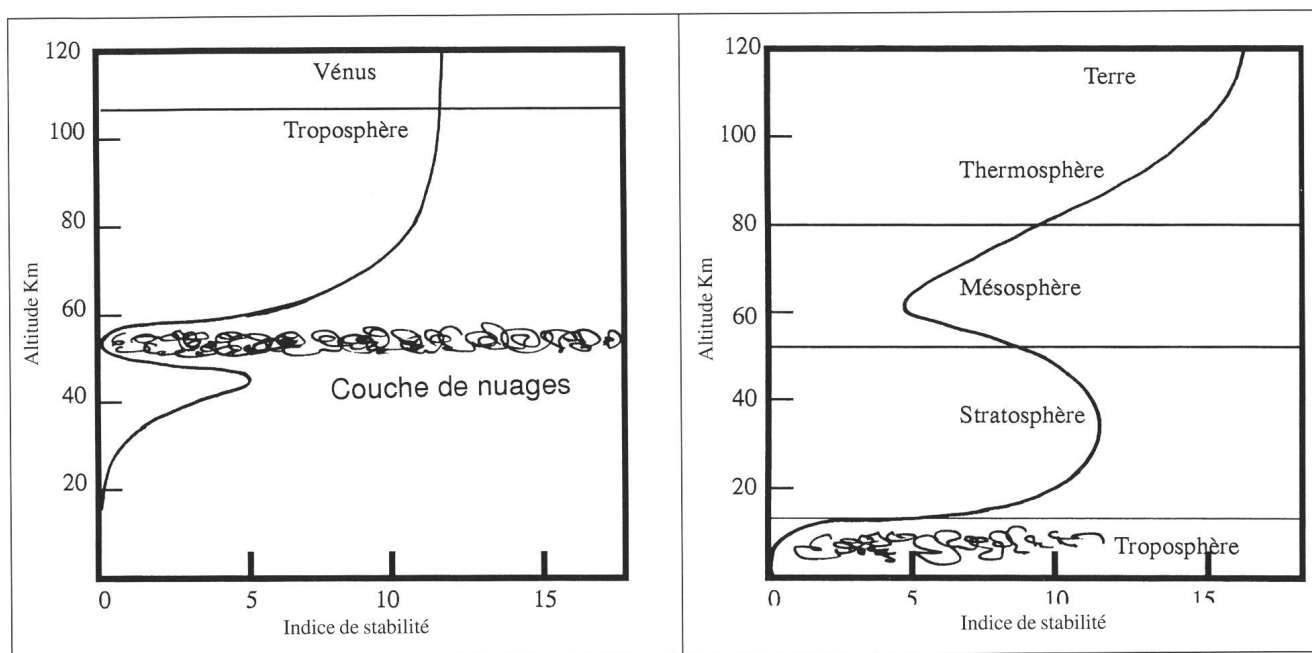 120
100
80
60
40
20
Altitude Km
Vénus
Troposphère
Couche de nuages
0
5
10
15
Indice de stabilité
120
100
80
60
40
20
Altitude Km
Terre
Thermosphère
Mésosphère
Stratosphère
Troposphère
0
5
10
15
Indice de stabilité